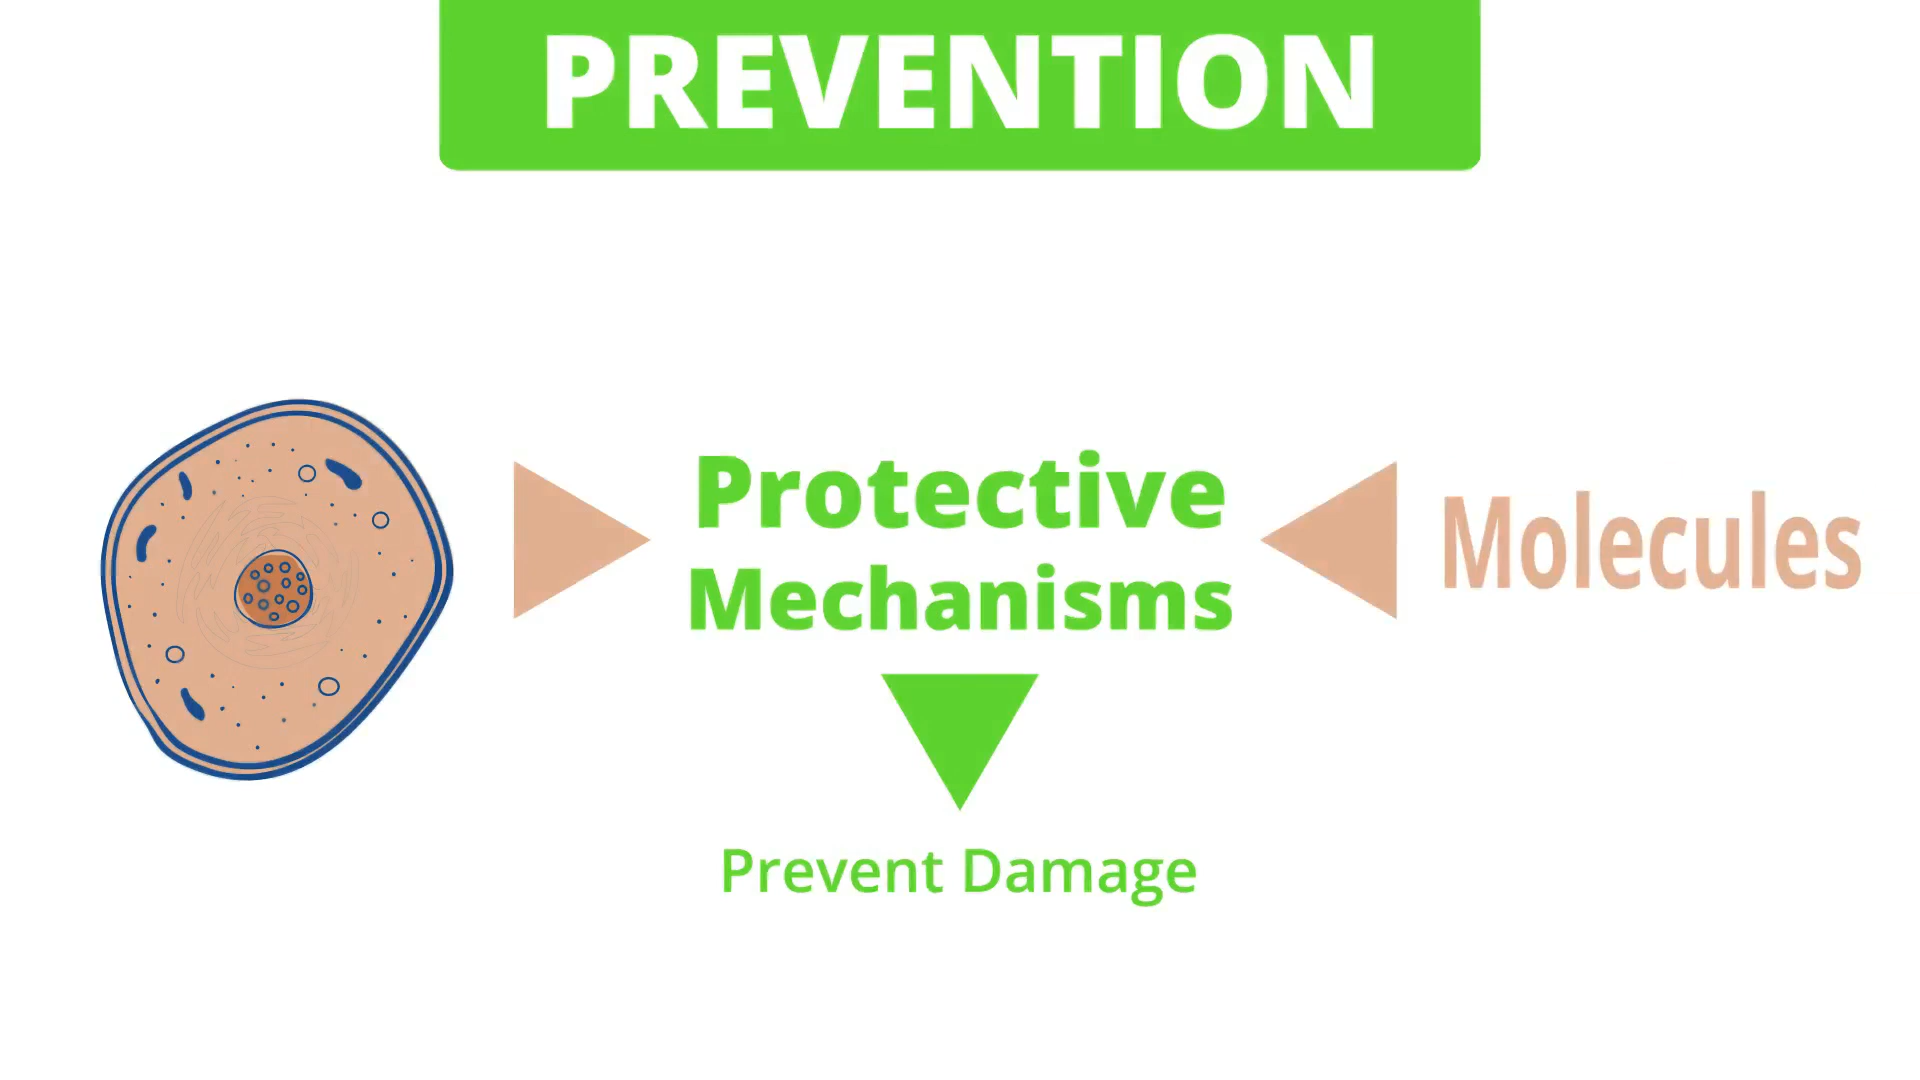 PREVENTION
Protective
Mechanisms
Molecules
Prevent Damage